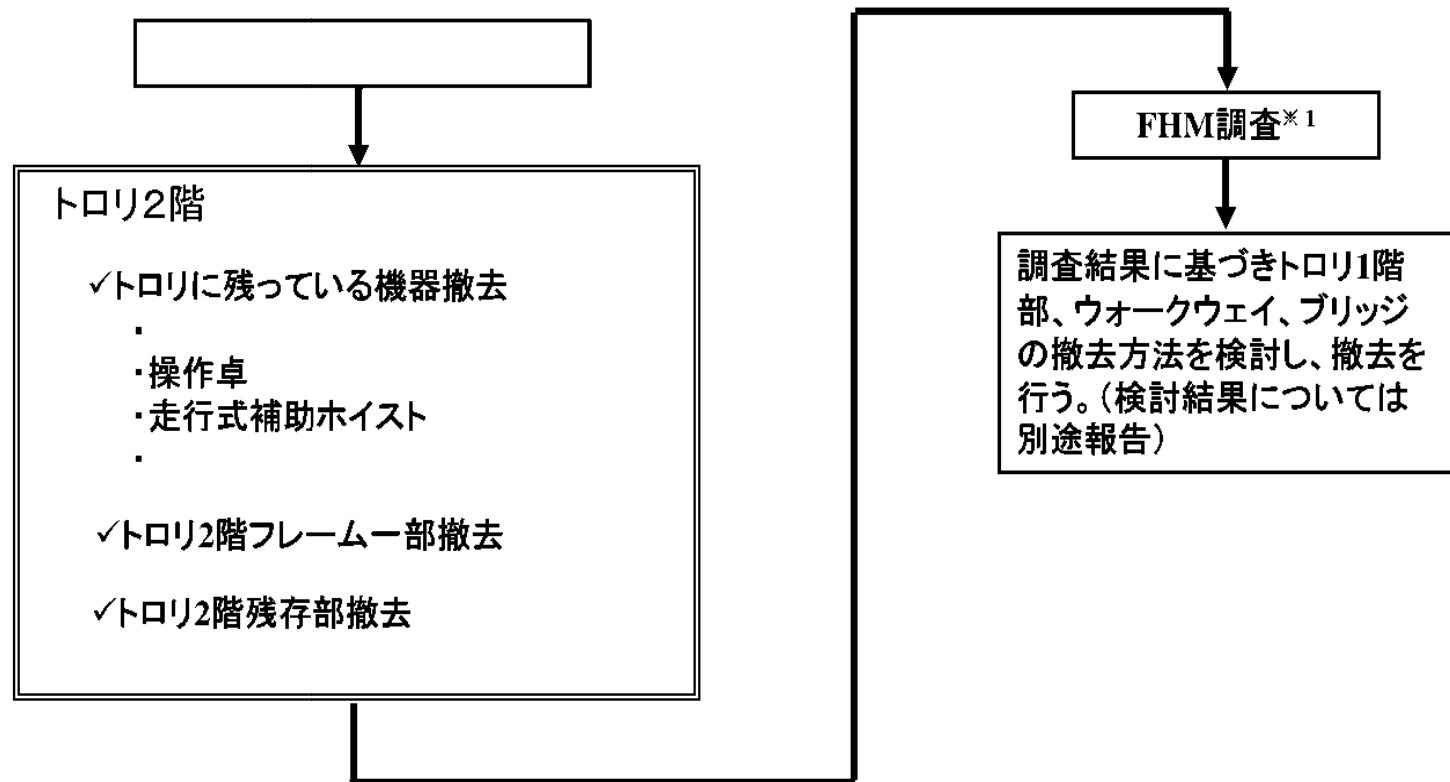 トロリ2階
✓トロリに残っている機器撤去
・
・操作卓
・走行式補助ホイスト
・
✓トロリ2階フレーム一部撤去
✓トロリ2階残存部撤去
FHM調査※1
調査結果に基づきトロリ1階
部、ウォークウェイ、ブリッジ
の撤去方法を検討し、撤去を
行う。(検討結果については
別途報告)